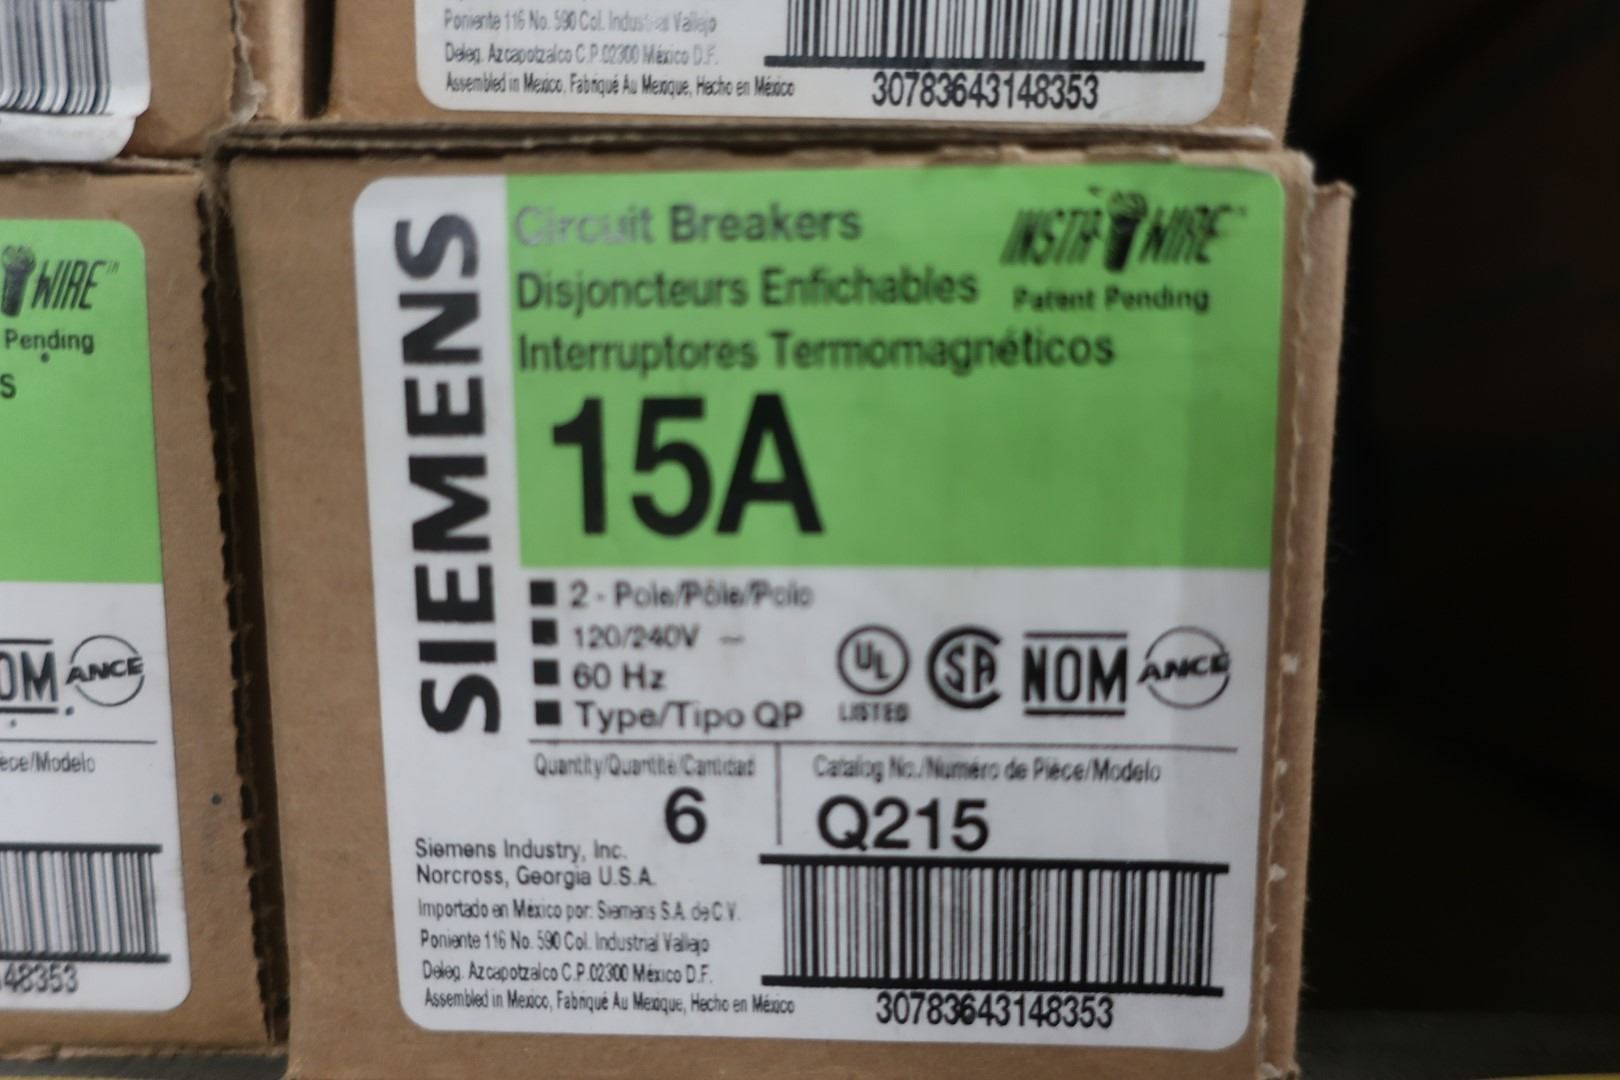 Poniente 116 No. 590 Col. Industrial Vallejo
Deleg. Azcapotzalco C.P.02300 México D.F.
Assembled in Mexico, Fabriqué Au Mexique, Hecho en México
30783643148353
WIRE™
Pending
S
OM ANCE
èce/Modelo
48353
SIEMENS
Circuit Breakers
INSTA WIRE™
Disjoncteurs Enfichables
Patent Pending
Interruptores Termomagnéticos
15A
■ 2 - Pole/Pôle/Polo
■ 120/240V ~
■ 60 Hz
■ Type/Tipo QP
UL LISTED
SA
NOM
ANCE
Quantity/Quantité/Cantidad
6
Catalog No./Numéro de Pièce/Modelo
Q215
Siemens Industry, Inc.
Norcross, Georgia U.S.A.
Importado en México por: Siemens S.A. de C.V.
Poniente 116 No. 590 Col. Industrial Vallejo
Deleg. Azcapotzalco C.P.02300 México D.F.
Assembled in Mexico, Fabriqué Au Mexique, Hecho en México
30783643148353